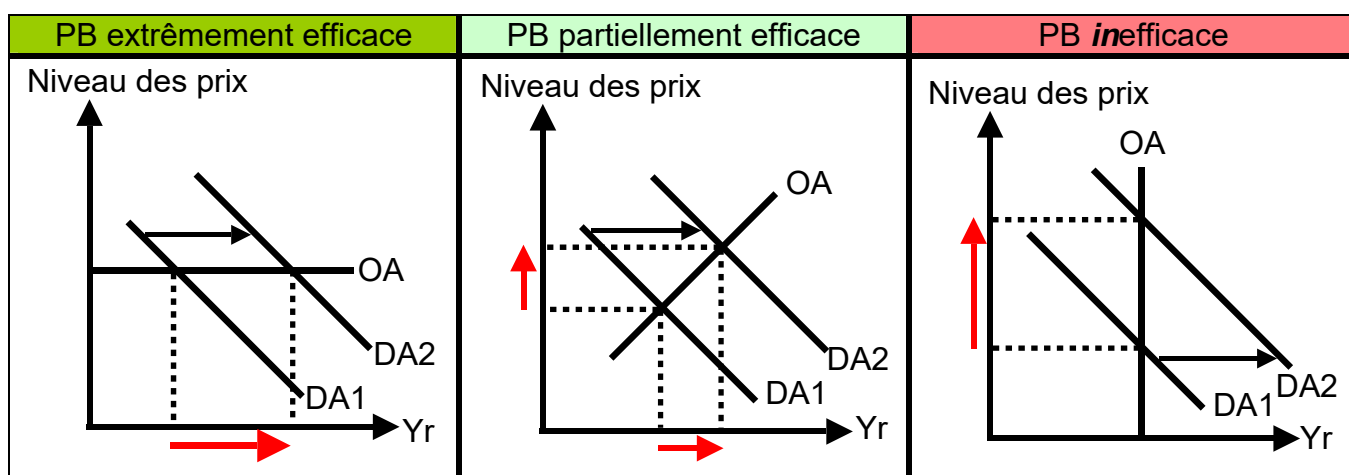 PB extrêmement efficace
Niveau des prix
OA
DA2
DA1
Yr
PB partiellement efficace
Niveau des prix
OA
DA2
DA1
Yr
PB inefficace
Niveau des prix
OA
DA2
DA1
Yr